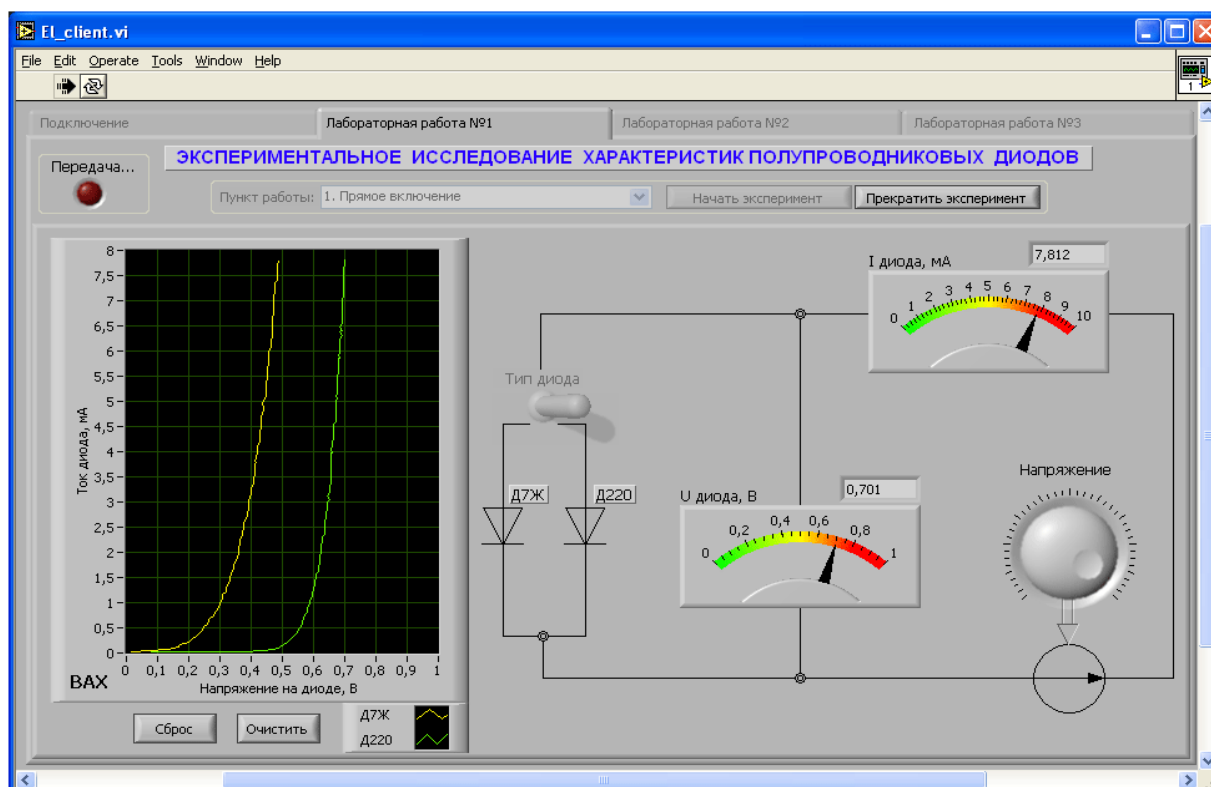 El_client.vi
File Edit Operate Tools Window Help
1
Подключение
Лабораторная работа №1
Лабораторная работа №2
Лабораторная работа №3
Передача...
ЭКСПЕРИМЕНТАЛЬНОЕ ИССЛЕДОВАНИЕ ХАРАКТЕРИСТИК ПОЛУПРОВОДНИКОВЫХ ДИОДОВ
Пункт работы: 1. Прямое включение
Начать эксперимент
Прекратить эксперимент
8
7,5
7
6,5
6
5,5
5
4,5
4
3,5
3
2,5
2
1,5
1
0,5
0
Ток диода, мА
0 0,1 0,2 0,3 0,4 0,5 0,6 0,7 0,8 0,9 1
Напряжение на диоде, В
ВАХ
Сброс
Очистить
Д7Ж
Д220
Тип диода
Д7Ж
Д220
I диода, мА
7,812
0 1 2 3 4 5 6 7 8 9 10
U диода, В
0,701
0 0,2 0,4 0,6 0,8 1
Напряжение